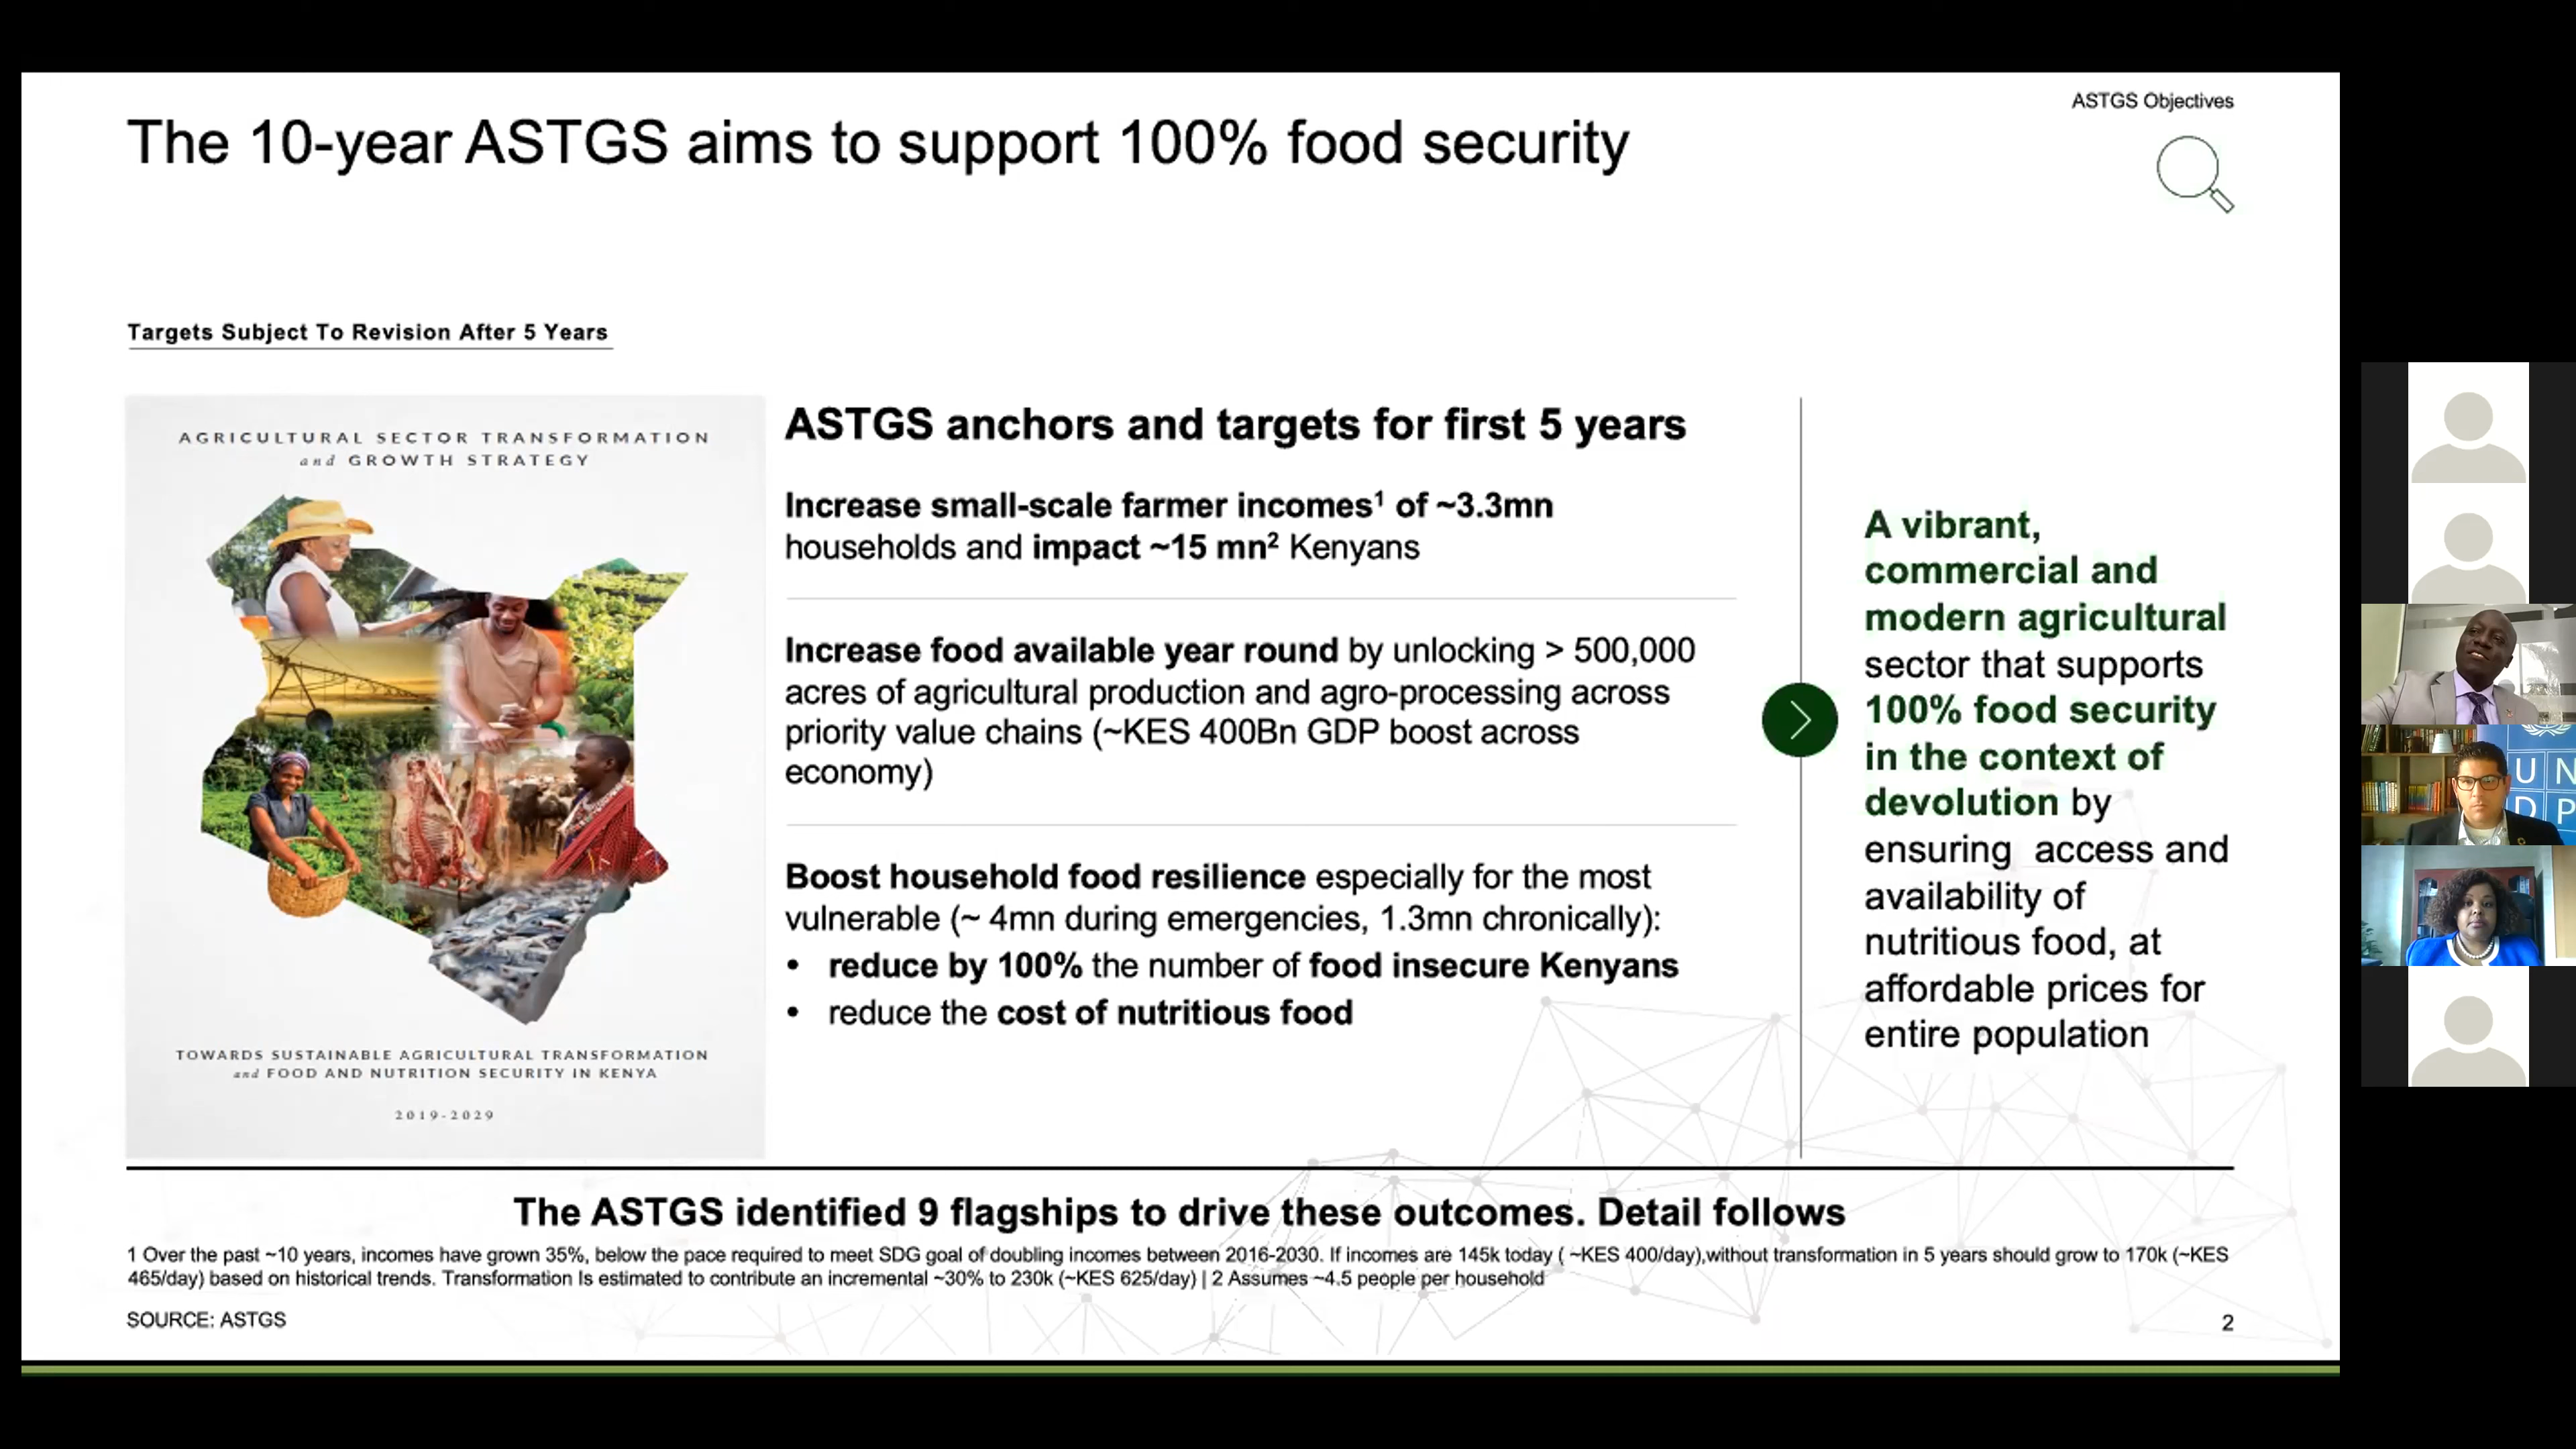 ASTGS Objectives
The 10-year ASTGS aims to support 100% food security
Targets Subject To Revision After 5 Years
AGRICULTURAL SECTOR TRANSFORMATION
and GROWTH STRATEGY
TOWARDS SUSTAINABLE AGRICULTURAL TRANSFORMATION
and FOOD AND NUTRITION SECURITY IN KENYA
2019-2029
ASTGS anchors and targets for first 5 years
Increase small-scale farmer incomes¹ of ~3.3mn
households and impact ~15 mn² Kenyans
Increase food available year round by unlocking > 500,000
acres of agricultural production and agro-processing across
priority value chains (~KES 400Bn GDP boost across
economy)
Boost household food resilience especially for the most
vulnerable (~ 4mn during emergencies, 1.3mn chronically):
• reduce by 100% the number of food insecure Kenyans
• reduce the cost of nutritious food
A vibrant,
commercial and
modern agricultural
sector that supports
100% food security
in the context of
devolution by
ensuring access and
availability of
nutritious food, at
affordable prices for
entire population
The ASTGS identified 9 flagships to drive these outcomes. Detail follows
1 Over the past ~10 years, incomes have grown 35%, below the pace required to meet SDG goal of doubling incomes between 2016-2030. If incomes are 145k today ( ~KES 400/day),without transformation in 5 years should grow to 170k (~KES
465/day) based on historical trends. Transformation Is estimated to contribute an incremental ~30% to 230k (~KES 625/day) | 2 Assumes ~4.5 people per household
SOURCE: ASTGS
2
U N
D P